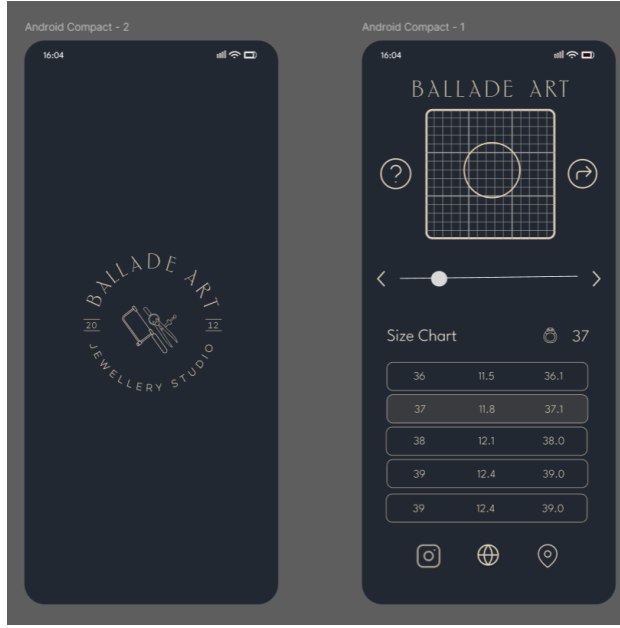 Android Compact - 2
16:04
BALLADE ART
20 12
JEWELLERY STUDIO
Android Compact - 1
16:04
BALLADE ART
?
Size Chart 37
36 11.5 36.1
37 11.8 37.1
38 12.1 38.0
39 12.4 39.0
39 12.4 39.0